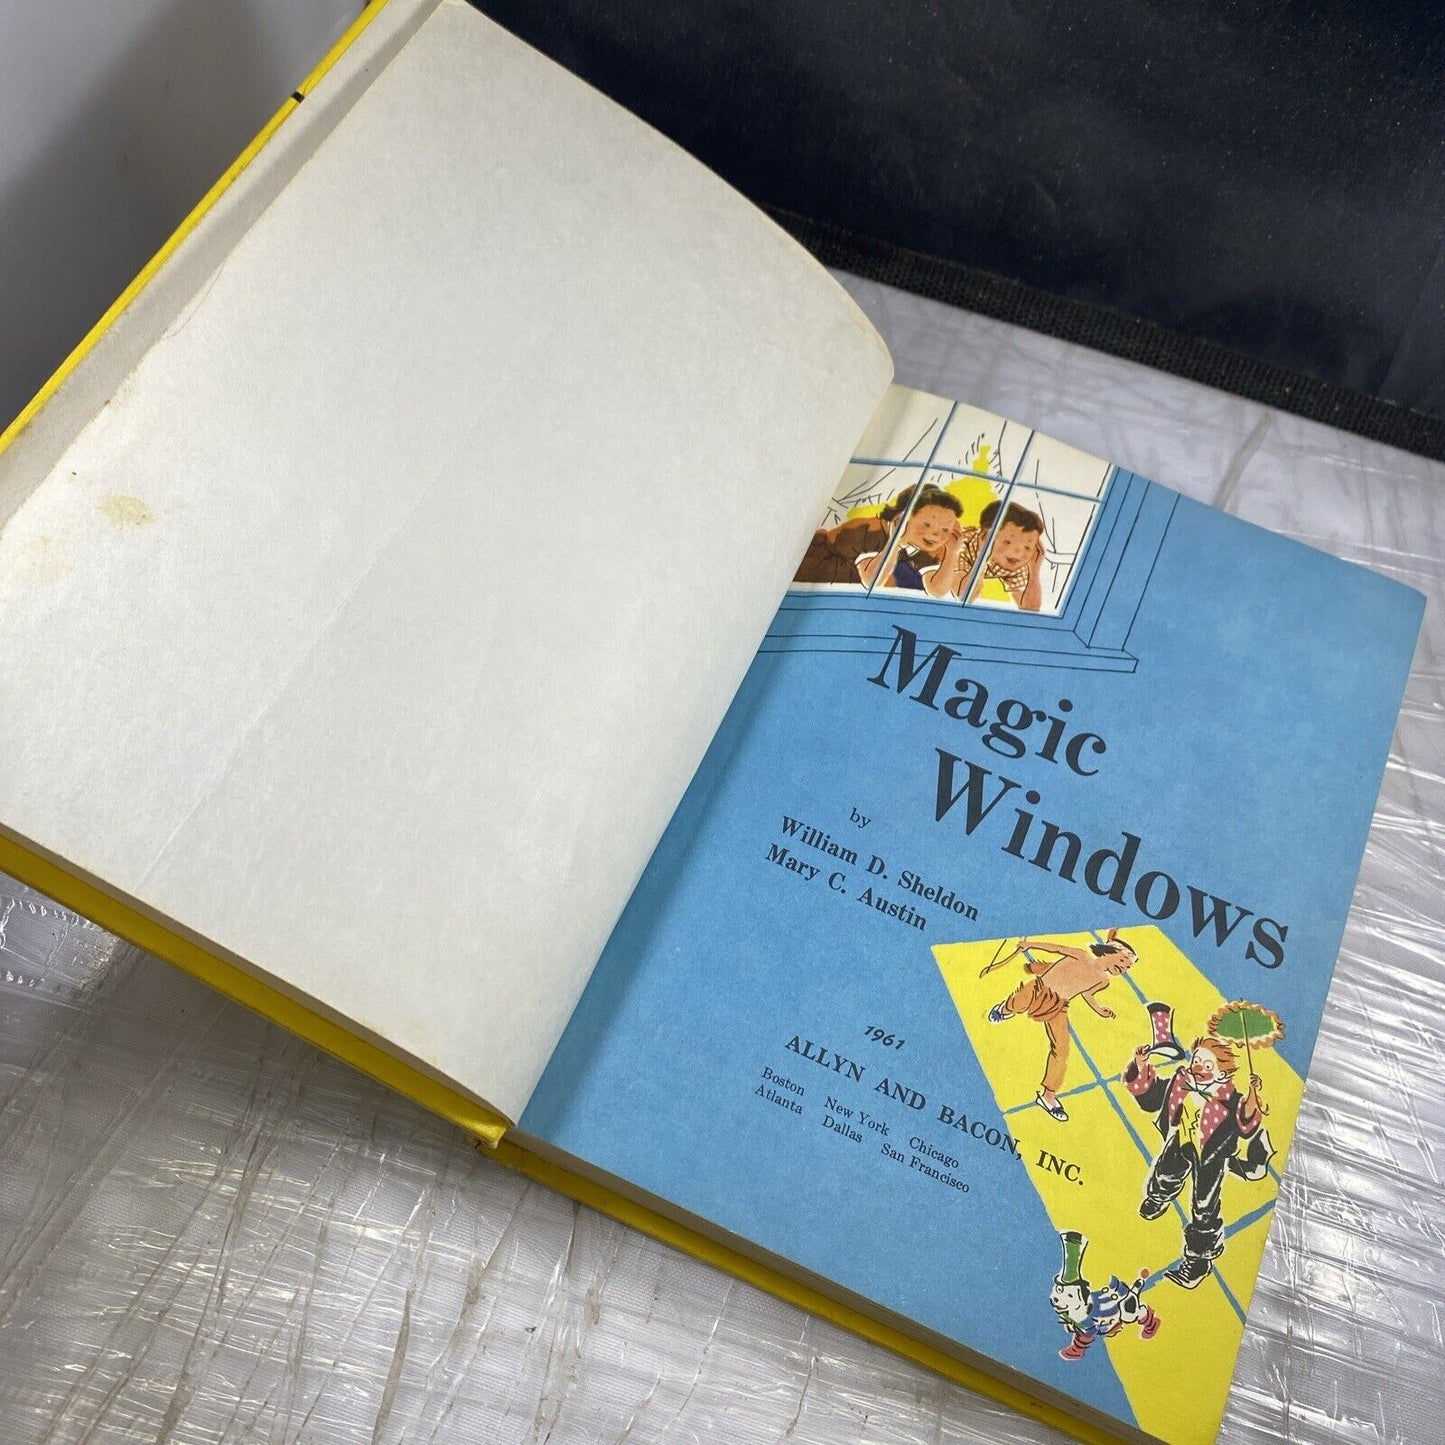 Magic
Windows
by
William D. Sheldon
Mary C. Austin
1961
ALLYN AND BACON, INC.
Boston New York Chicago
Atlanta Dallas San Francisco